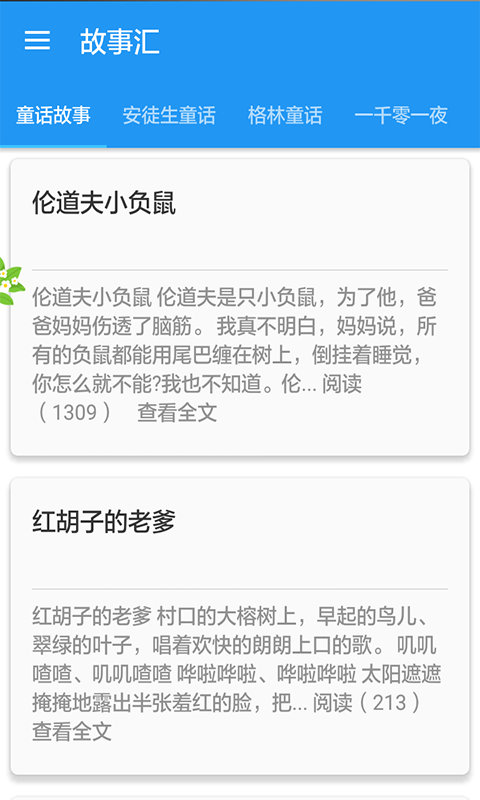 故事汇
童话故事 安徒生童话 格林童话 一千零一夜
伦道夫小负鼠
伦道夫小负鼠 伦道夫是只小负鼠，为了他，爸
爸妈妈伤透了脑筋。 我真不明白，妈妈说，所
有的负鼠都能用尾巴缠在树上，倒挂着睡觉，
你怎么就不能?我也不知道。伦... 阅读
（1309） 查看全文
红胡子的老爹
红胡子的老爹 村口的大榕树上，早起的鸟儿、
翠绿的叶子，唱着欢快的朗朗上口的歌。 叽叽
喳喳、叽叽喳喳 哗啦哗啦、哗啦哗啦 太阳遮遮
掩掩地露出半张羞红的脸，把... 阅读（213）
查看全文